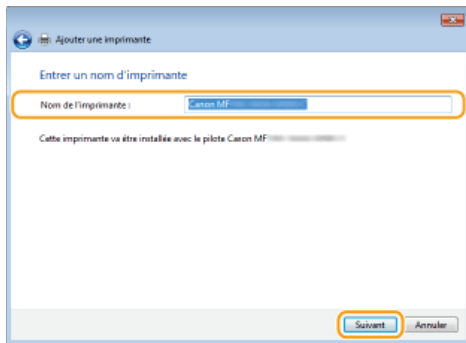 Ajouter une imprimante
Entrer un nom d'imprimante
Nom de l'imprimante : Canon MF
Cette imprimante va être installée avec le pilote Canon MF
Suivant Annuler